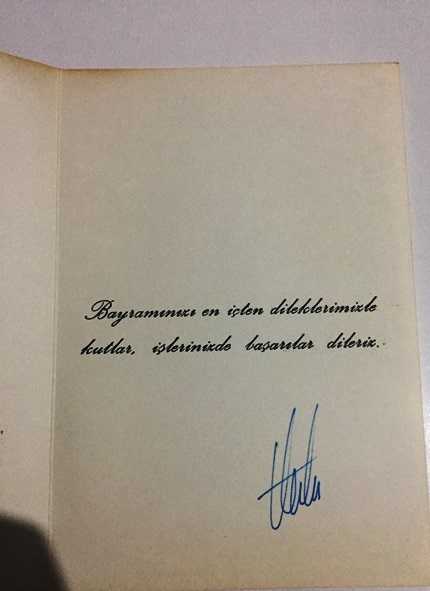 Bayramınızı en içten dileklerimizle
kutlar, işlerinizde başarılar dileriz.